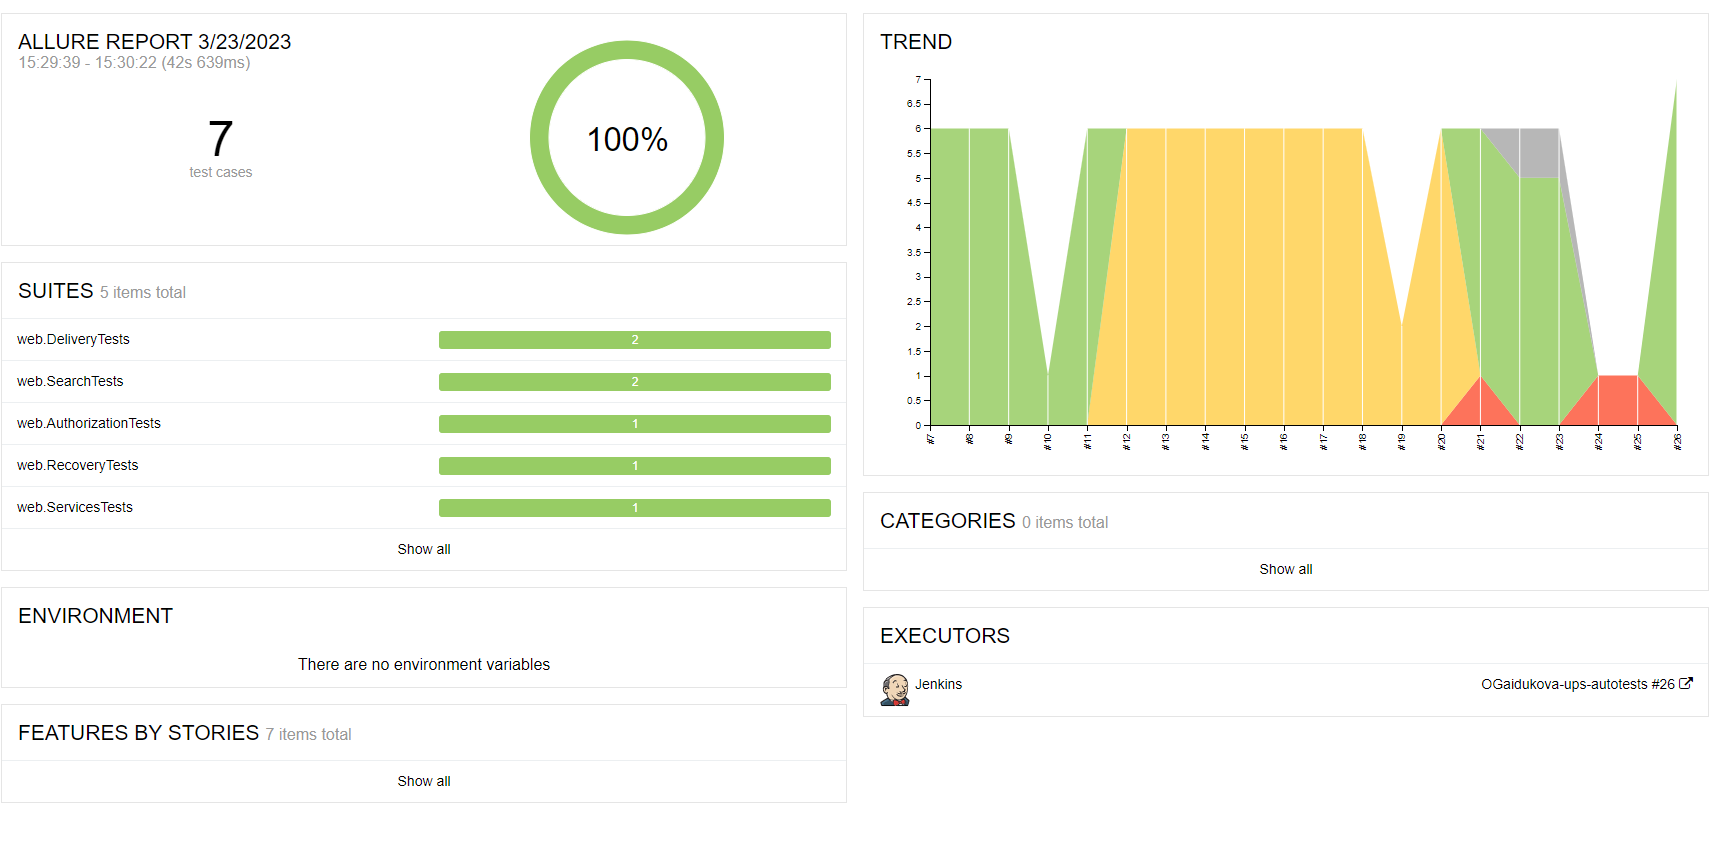 ALLURE REPORT 3/23/2023
15:29:39 - 15:30:22 (42s 639ms)
7
test cases
100%
SUITES 5 items total
web.DeliveryTests 2
web.SearchTests 2
web.AuthorizationTests 1
web.RecoveryTests 1
web.ServicesTests 1
Show all
ENVIRONMENT
There are no environment variables
FEATURES BY STORIES 7 items total
Show all
TREND
7
6.5
6
5.5
5
4.5
4
3.5
3
2.5
2
1.5
1
0.5
0
#7 #8 #9 #10 #11 #12 #13 #14 #15 #16 #17 #18 #19 #20 #21 #22 #23 #24 #25 #26
CATEGORIES 0 items total
Show all
EXECUTORS
Jenkins OGaidukova-ups-autotests #26